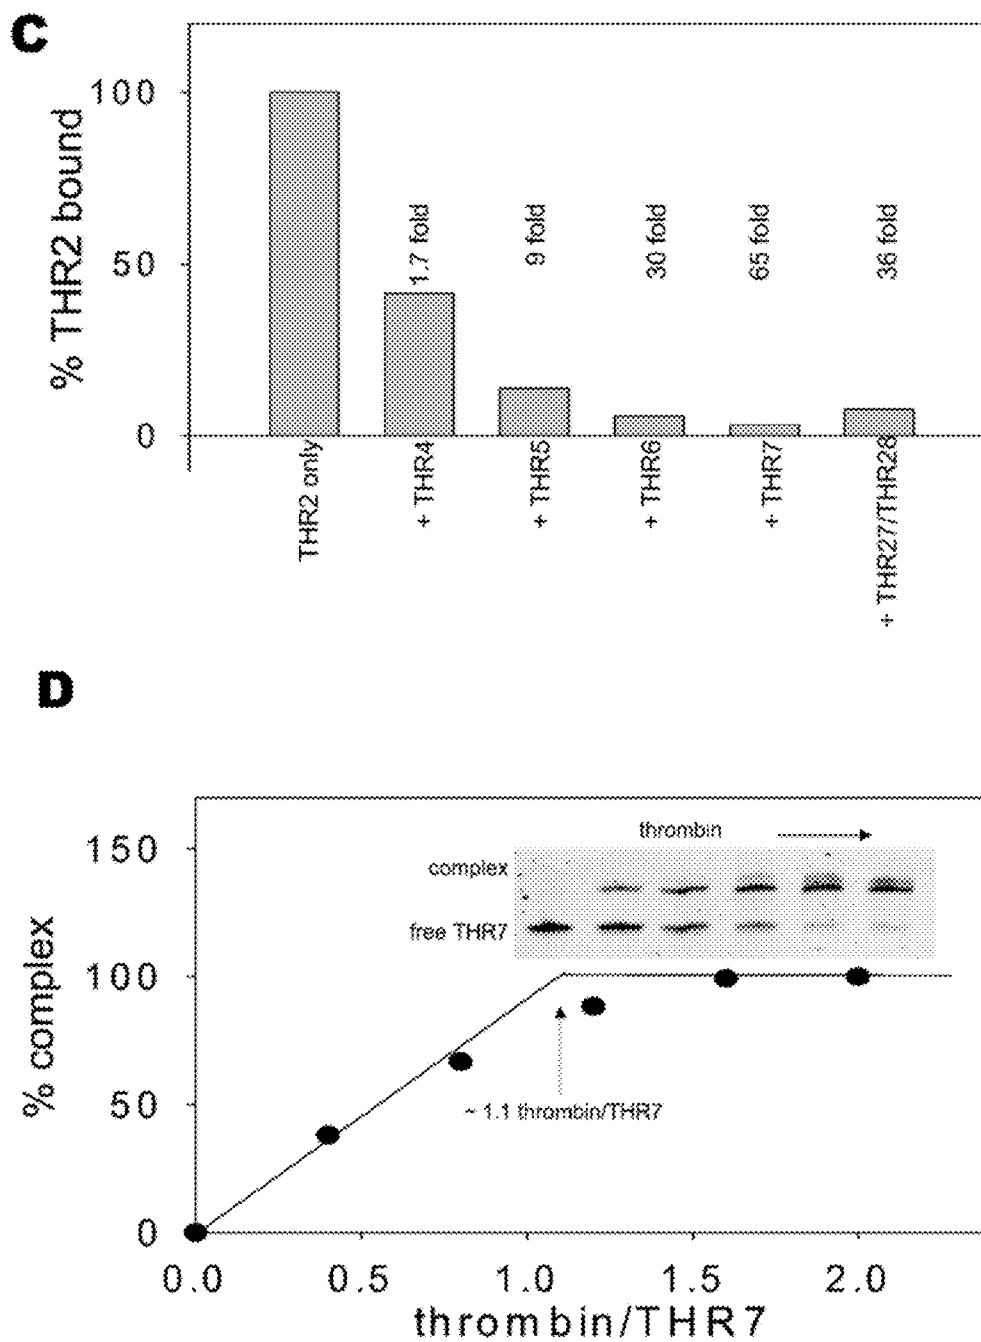 C
% THR2 bound
100
50
0
1.7 fold
9 fold
30 fold
65 fold
36 fold
THR2 only
+ THR4
+ THR5
+ THR6
+ THR7
+ THR27/THR28
D
% complex
150
100
50
0
thrombin
complex
free THR7
~ 1.1 thrombin/THR7
0.0 0.5 1.0 1.5 2.0
thrombin/THR7